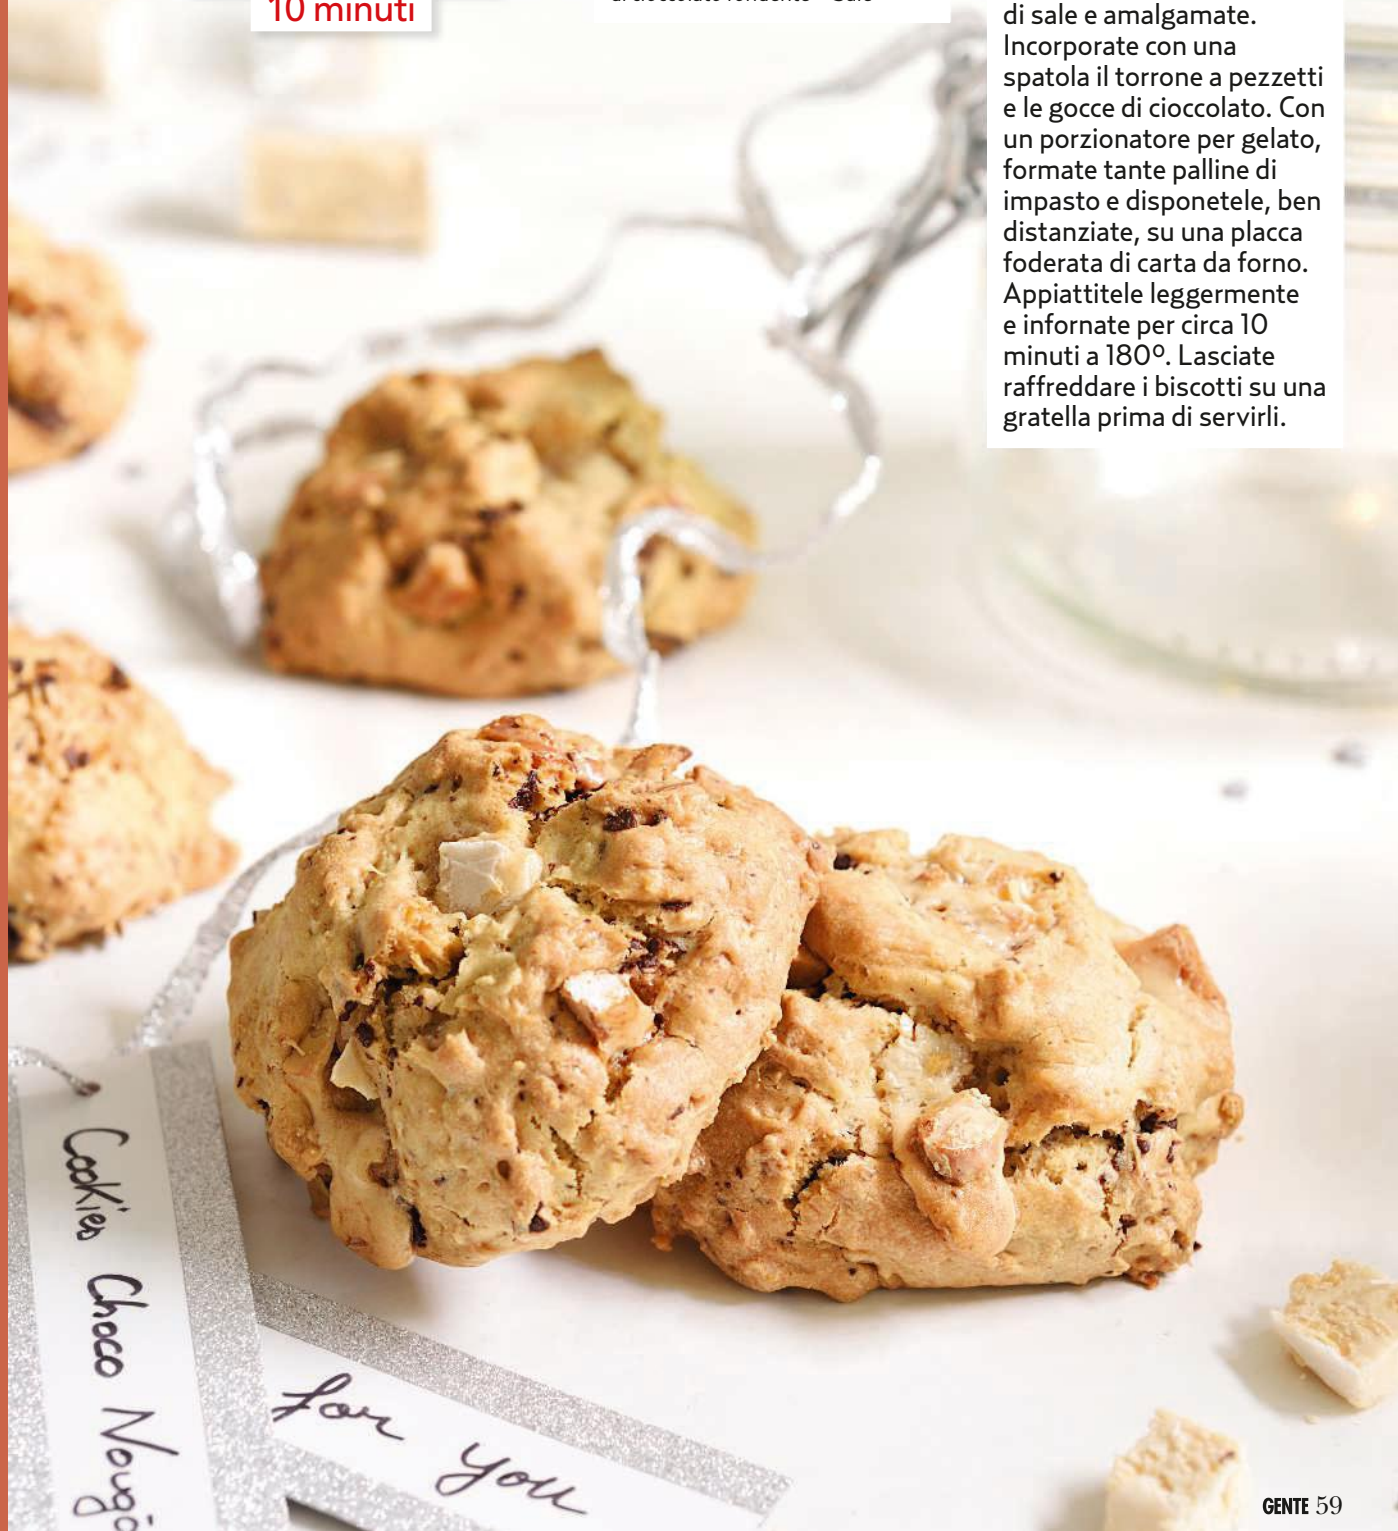 10 minuti
di sale e amalgamate.
Incorporate con una
spatola il torrone a pezzetti
e le gocce di cioccolato. Con
un porzionatore per gelato,
formate tante palline di
impasto e disponetele, ben
distanziate, su una placca
foderata di carta da forno.
Appiattitele leggermente
e infornate per circa 10
minuti a 180º. Lasciate
raffreddare i biscotti su una
gratella prima di servirli.
Cookies Choco Nougà
for you
GENTE 59